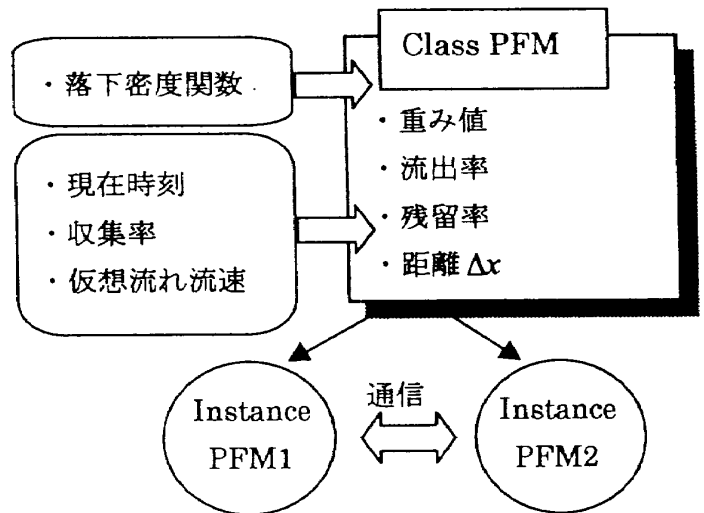 ・落下密度関数
・現在時刻
・収集率
・仮想流れ流速
Class PFM
・重み値
・流出率
・残留率
・距離 Δx
Instance
PFM1
通信
Instance
PFM2